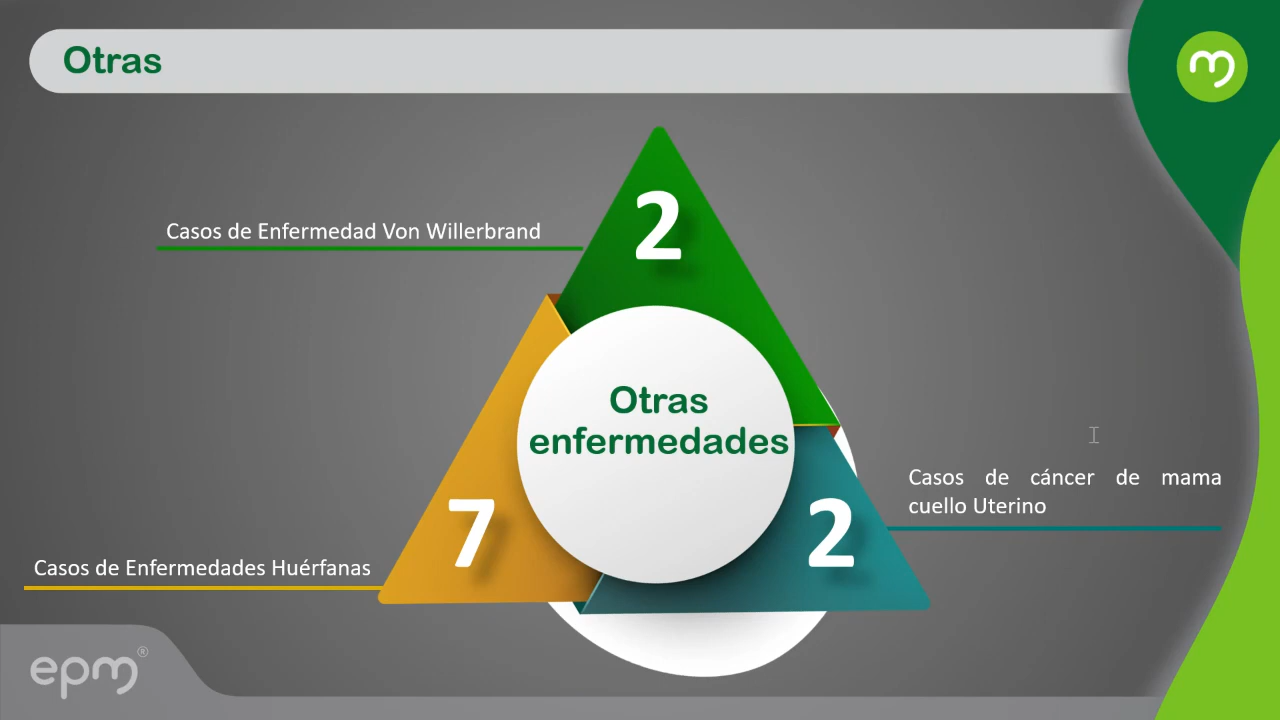 Otras
2
Casos de Enfermedad Von Willerbrand
Otras
enfermedades
Casos de cáncer de mama
cuello Uterino
7
2
Casos de Enfermedades Huérfanas
epm®